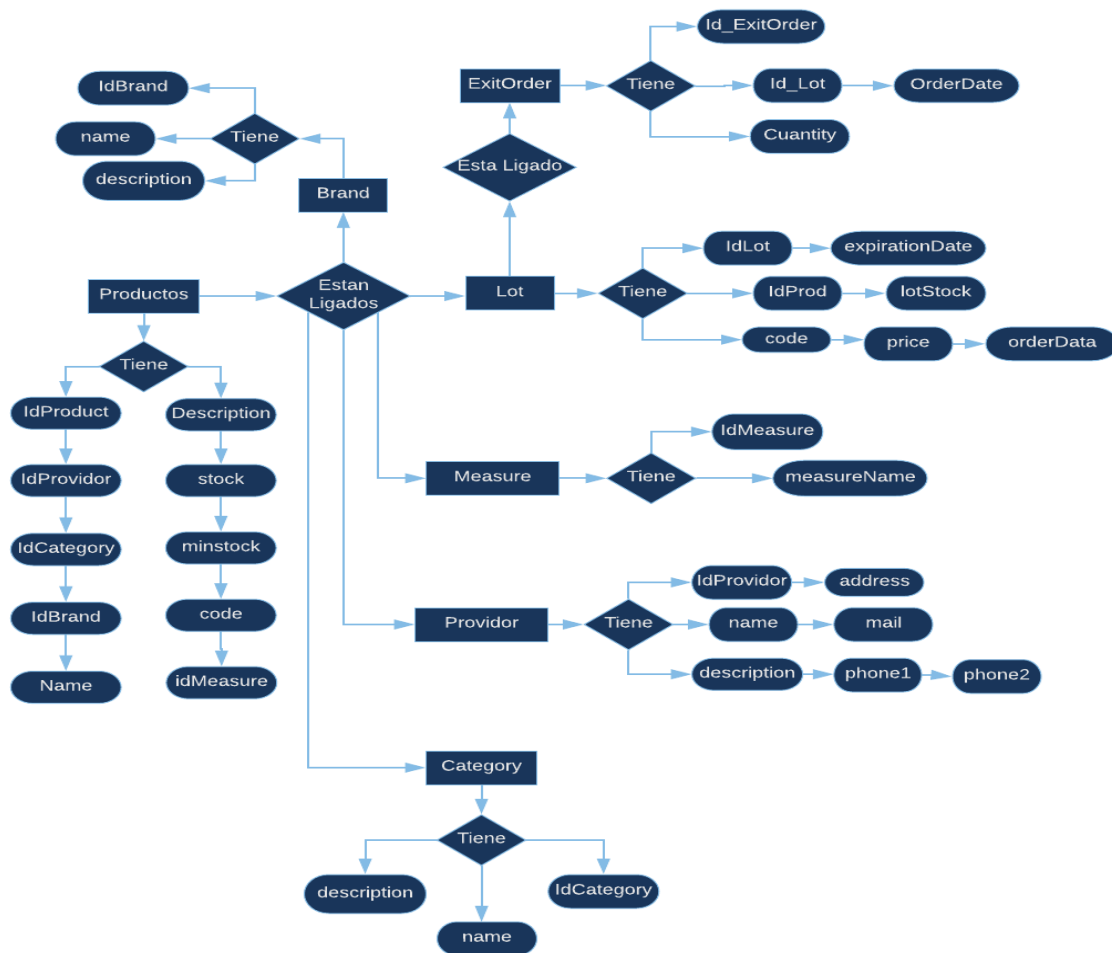 Id_ExitOrder
IdBrand
ExitOrder
Tiene
Id_Lot
OrderDate
name
Tiene
Cuantity
description
Esta Ligado
Brand
IdLot
expirationDate
Productos
Estan
Ligados
Lot
Tiene
IdProd
lotStock
code
price
orderData
Tiene
IdProduct
Description
IdMeasure
IdProvidor
stock
Measure
Tiene
measureName
IdCategory
minstock
IdProvidor
address
IdBrand
code
Providor
Tiene
name
mail
Name
idMeasure
description
phone1
phone2
Category
Tiene
description
IdCategory
name